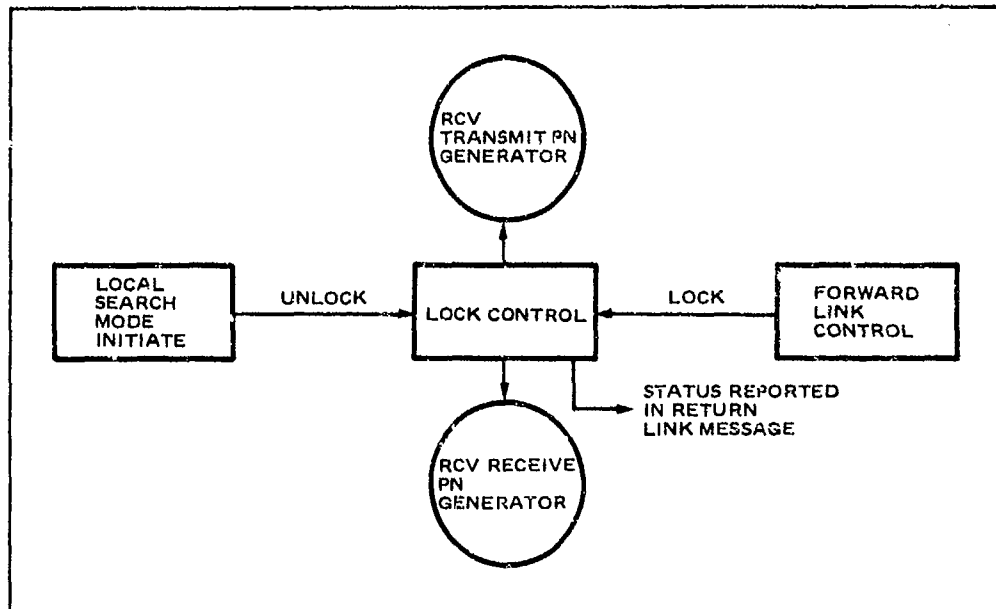 RCV
TRANSMIT PN
GENERATOR
LOCAL
SEARCH
MODE
INITIATE
UNLOCK
LOCK CONTROL
LOCK
FORWARD
LINK
CONTROL
STATUS REPORTED
IN RETURN
LINK MESSAGE
RCV RECEIVE
PN
GENERATOR